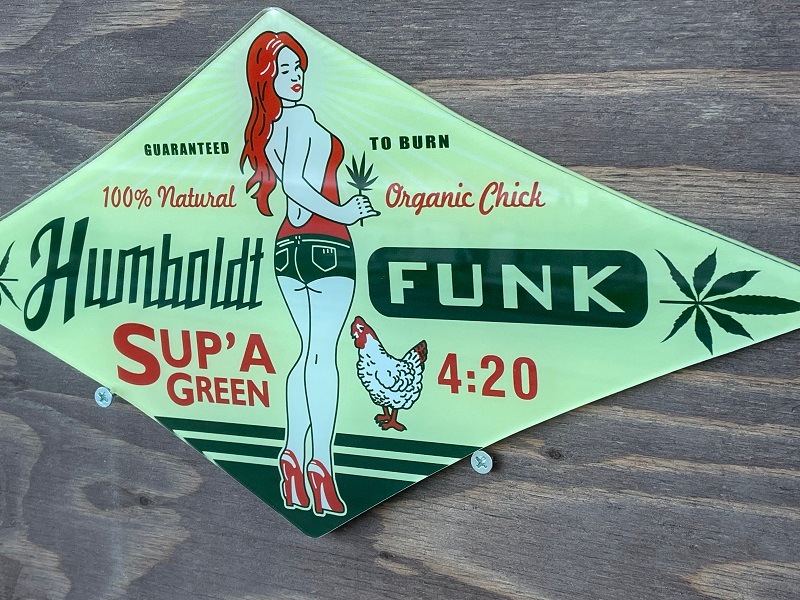 GUARANTEED TO BURN
100% Natural Organic Chick
Humboldt FUNK
SUP'A
GREEN
4:20